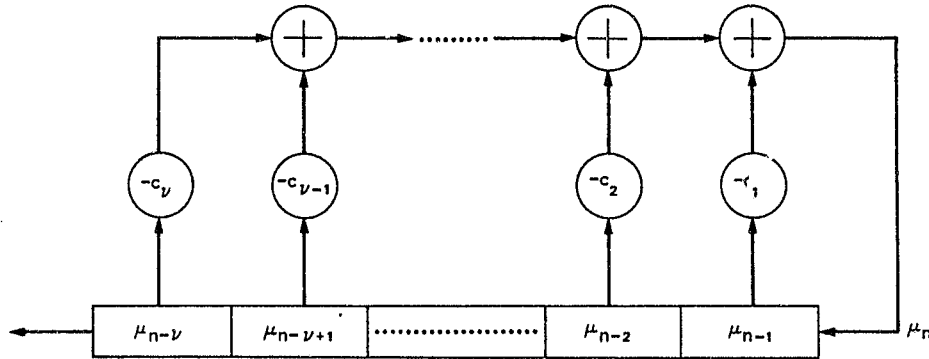 + + +
-c_ν -c_{ν-1} -c_2
μ_{n-ν} μ_{n-ν+1} μ_{n-2} μ_{n-1} μ_n